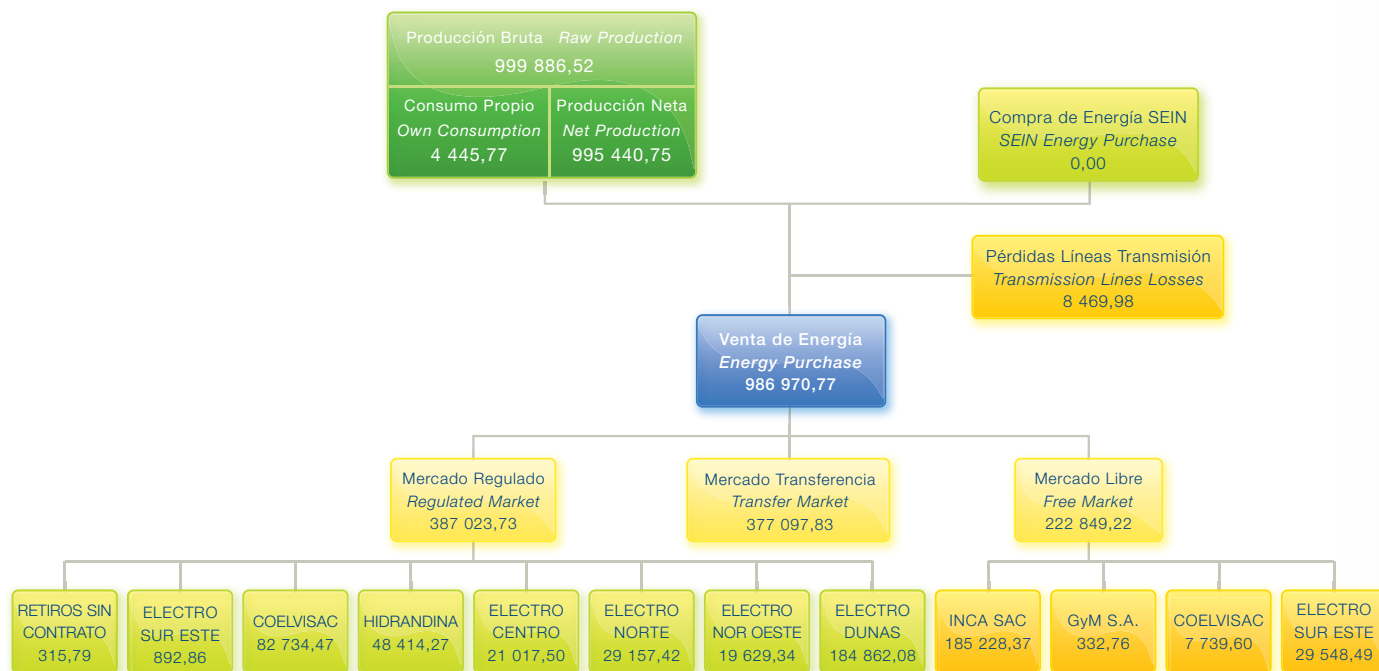 Producción Bruta Raw Production
999 886,52
Consumo Propio
Own Consumption
4 445,77
Producción Neta
Net Production
995 440,75
Compra de Energía SEIN
SEIN Energy Purchase
0,00
Pérdidas Líneas Transmisión
Transmission Lines Losses
8 469,98
Venta de Energía
Energy Purchase
986 970,77
Mercado Regulado
Regulated Market
387 023,73
Mercado Transferencia
Transfer Market
377 097,83
Mercado Libre
Free Market
222 849,22
RETIROS SIN
CONTRATO
315,79
ELECTRO
SUR ESTE
892,86
COELVISAC
82 734,47
HIDRANDINA
48 414,27
ELECTRO
CENTRO
21 017,50
ELECTRO
NORTE
29 157,42
ELECTRO
NOR OESTE
19 629,34
ELECTRO
DUNAS
184 862,08
INCA SAC
185 228,37
GyM S.A.
332,76
COELVISAC
7 739,60
ELECTRO
SUR ESTE
29 548,49